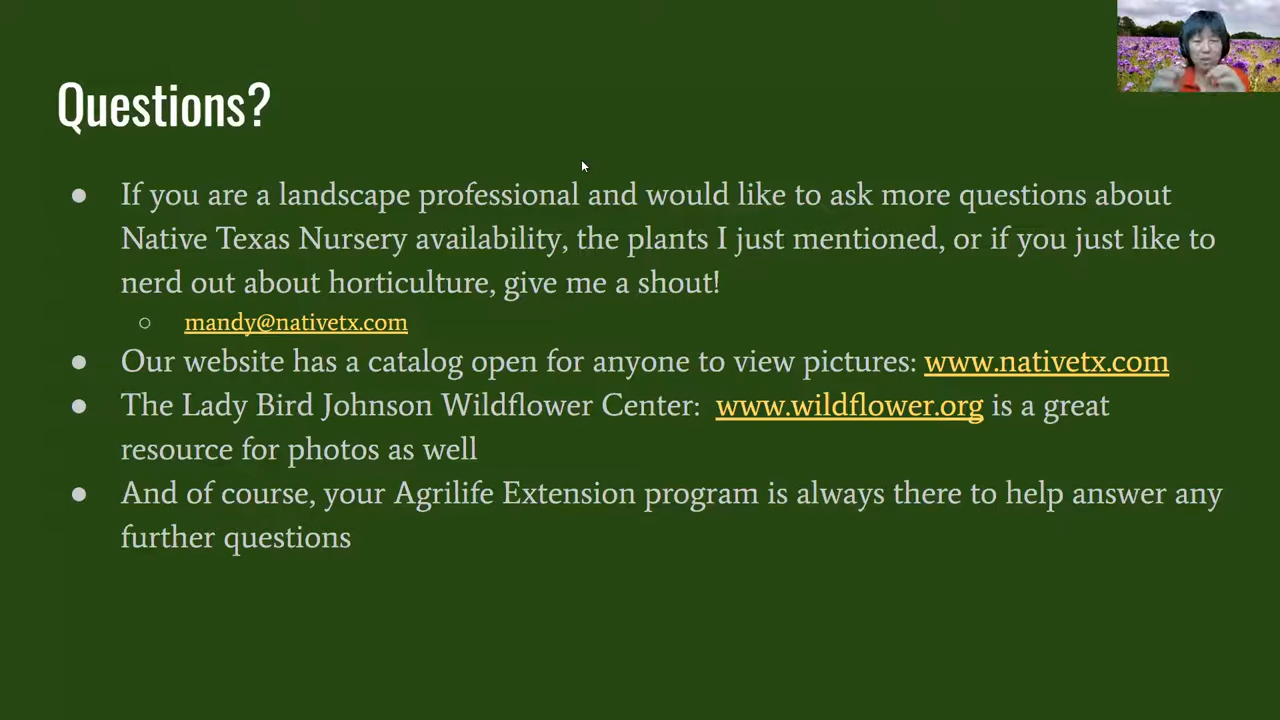 Questions?
If you are a landscape professional and would like to ask more questions about
Native Texas Nursery availability, the plants I just mentioned, or if you just like to
nerd out about horticulture, give me a shout!
mandy@nativetx.com
Our website has a catalog open for anyone to view pictures: www.nativetx.com
The Lady Bird Johnson Wildflower Center: www.wildflower.org is a great
resource for photos as well
And of course, your Agrilife Extension program is always there to help answer any
further questions